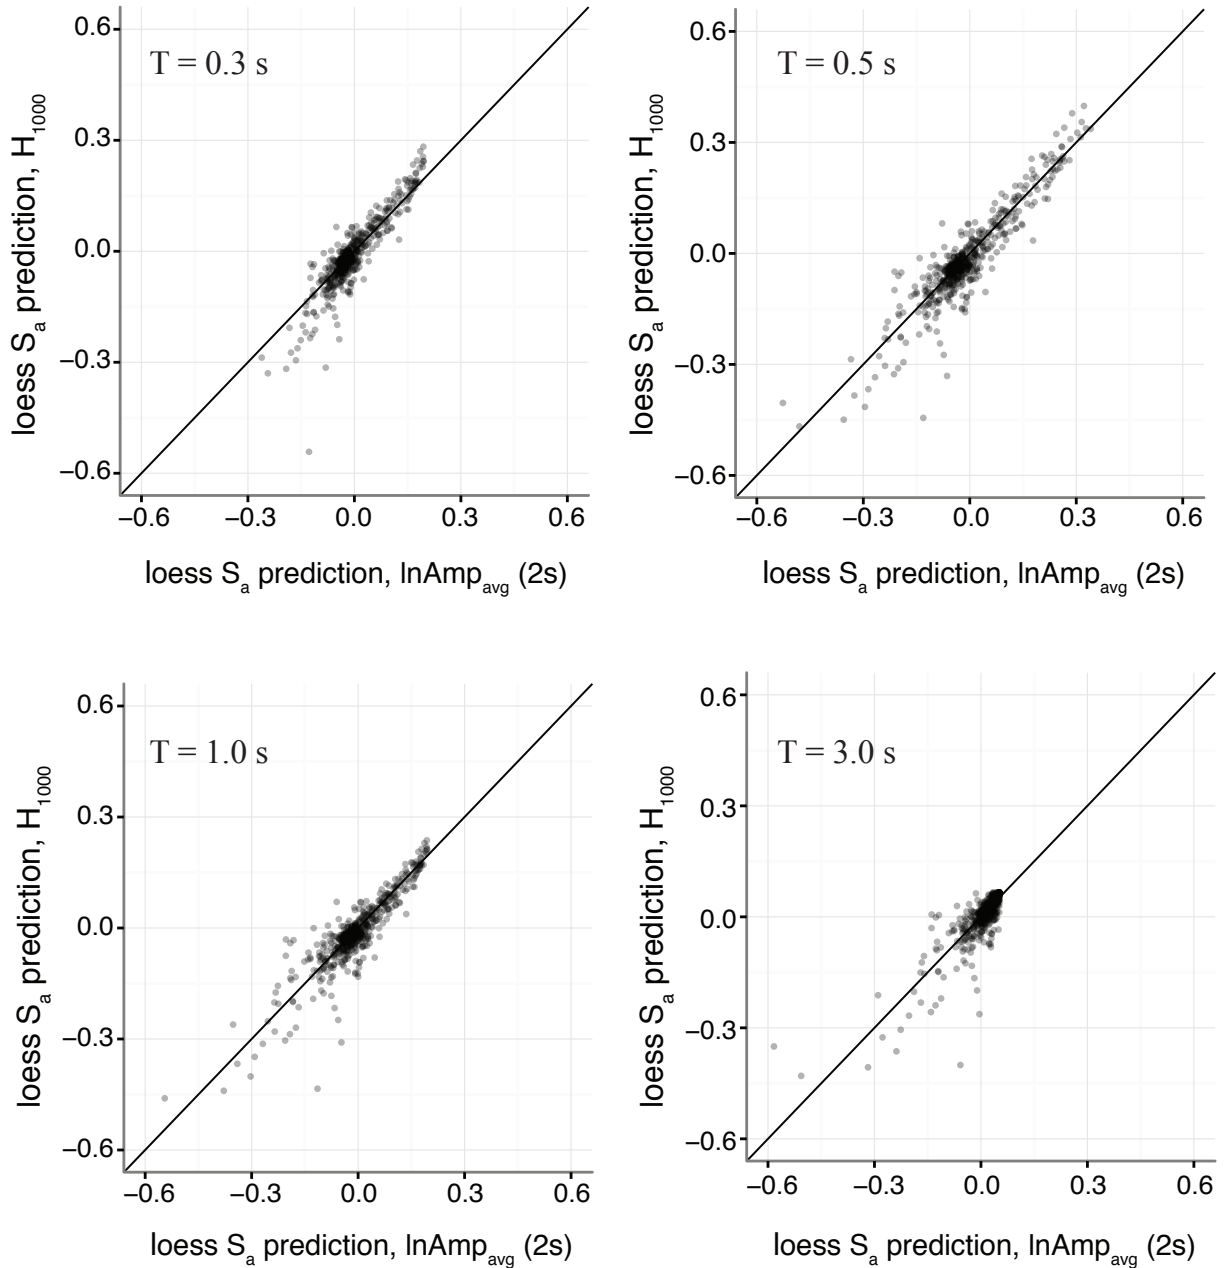 T = 0.3 s
loess Sa prediction, H1000
0.6
0.3
0.0
−0.3
−0.6
−0.6 −0.3 0.0 0.3 0.6
loess Sa prediction, lnAmpavg (2s)
T = 0.5 s
loess Sa prediction, H1000
0.6
0.3
0.0
−0.3
−0.6
−0.6 −0.3 0.0 0.3 0.6
loess Sa prediction, lnAmpavg (2s)
T = 1.0 s
loess Sa prediction, H1000
0.6
0.3
0.0
−0.3
−0.6
−0.6 −0.3 0.0 0.3 0.6
loess Sa prediction, lnAmpavg (2s)
T = 3.0 s
loess Sa prediction, H1000
0.6
0.3
0.0
−0.3
−0.6
−0.6 −0.3 0.0 0.3 0.6
loess Sa prediction, lnAmpavg (2s)